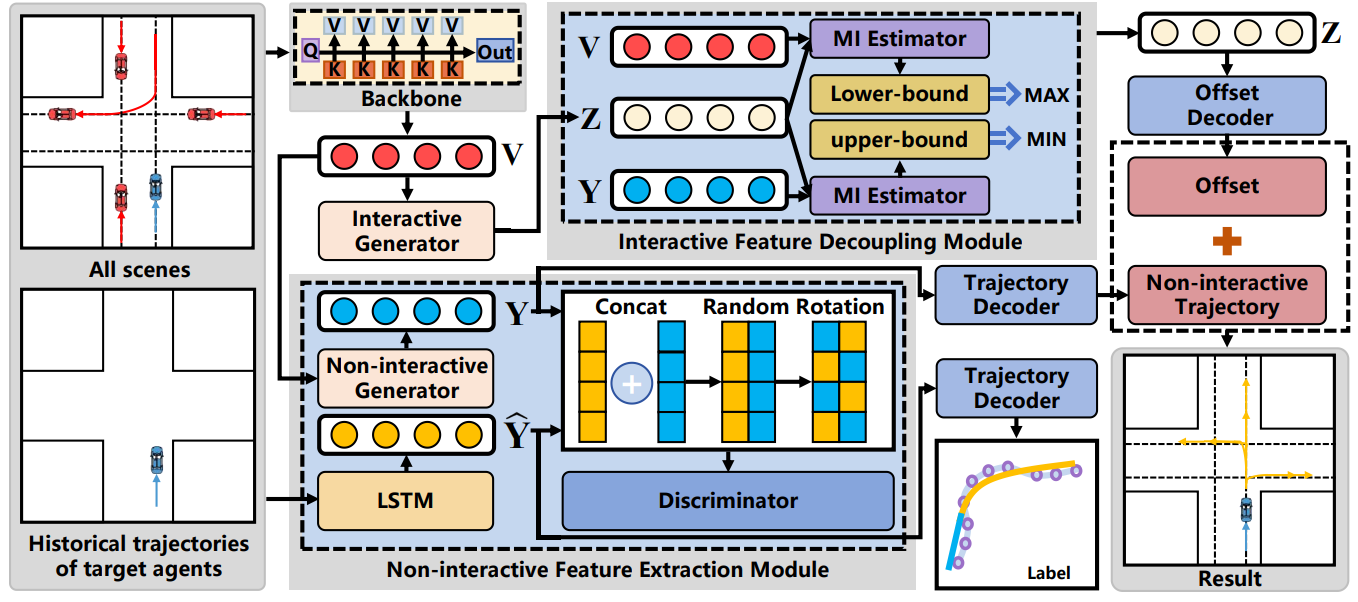 All scenes
Historical trajectories
of target agents
V V V V V
Q Out
K K K K K
Backbone
V
Interactive
Generator
V
Z
Y
MI Estimator
Lower-bound
MAX
upper-bound
MIN
MI Estimator
Interactive Feature Decoupling Module
Z
Offset
Decoder
Offset
Non-interactive
Trajectory
Y
Non-interactive
Generator
Ŷ
LSTM
Concat
Random Rotation
Discriminator
Non-interactive Feature Extraction Module
Trajectory
Decoder
Trajectory
Decoder
Label
Result